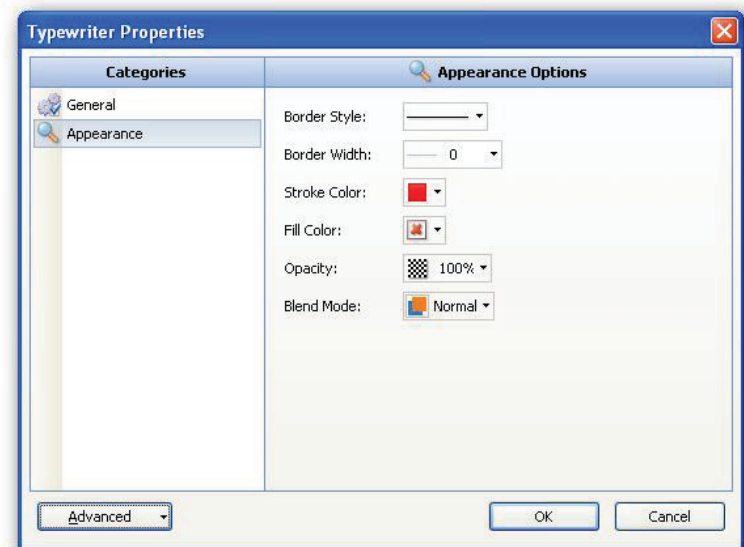 Typewriter Properties
Categories
Appearance Options
General
Appearance
Border Style:
Border Width: 0
Stroke Color:
Fill Color:
Opacity: 100%
Blend Mode: Normal
Advanced
OK
Cancel